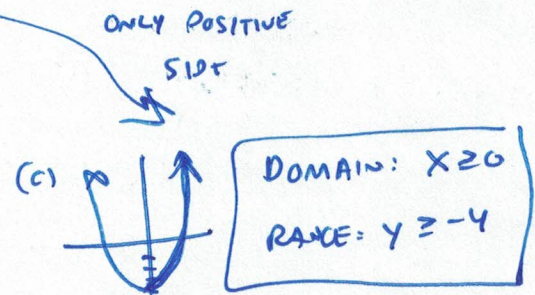 ONLY POSITIVE
SIDE
(C)
DOMAIN: X ≥ 0
RANGE: Y ≥ -4